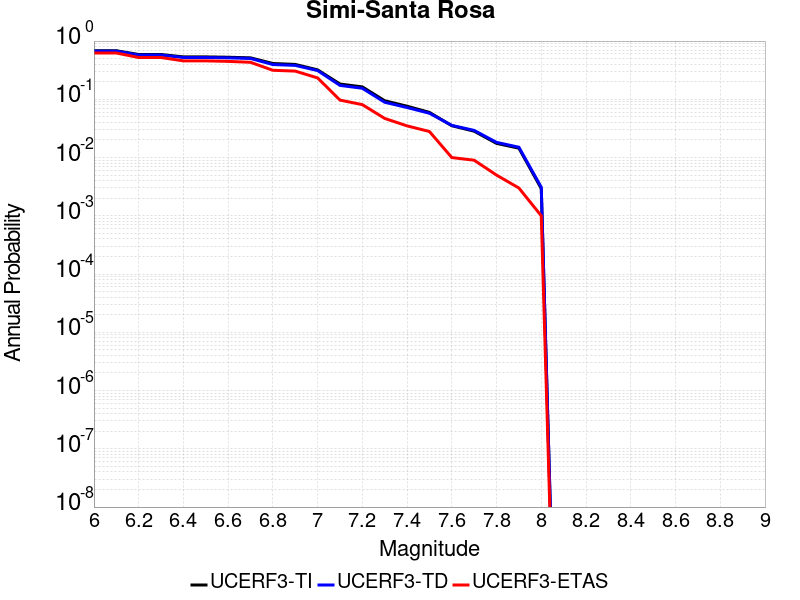 Simi-Santa Rosa
10^0
10^-1
10^-2
10^-3
10^-4
10^-5
10^-6
10^-7
10^-8
Annual Probability
6 6.2 6.4 6.6 6.8 7 7.2 7.4 7.6 7.8 8 8.2 8.4 8.6 8.8 9
Magnitude
UCERF3-TI UCERF3-TD UCERF3-ETAS